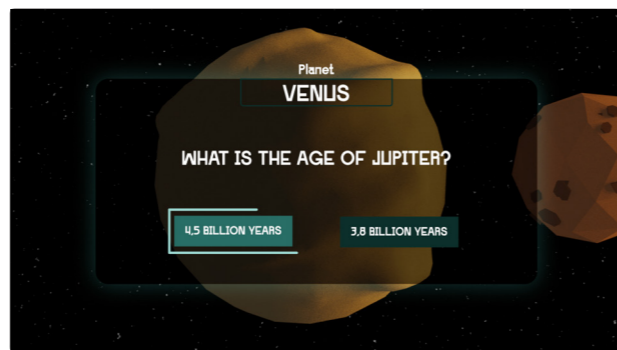 Planet
VENUS
WHAT IS THE AGE OF JUPITER?
4,5 BILLION YEARS
3,8 BILLION YEARS